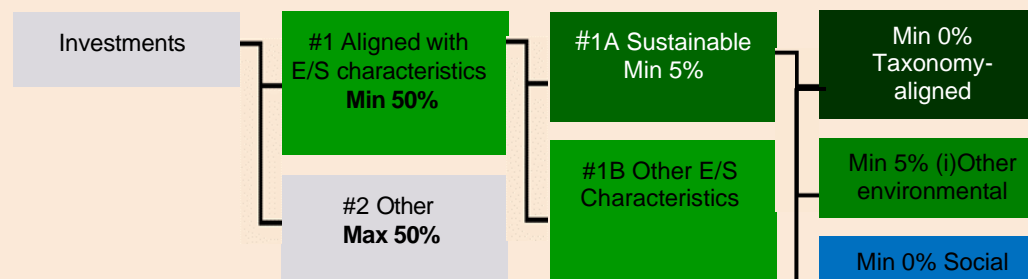 Investments
#1 Aligned with
E/S characteristics
Min 50%
#2 Other
Max 50%
#1A Sustainable
Min 5%
#1B Other E/S
Characteristics
Min 0%
Taxonomy-
aligned
Min 5% (i)Other
environmental
Min 0% Social